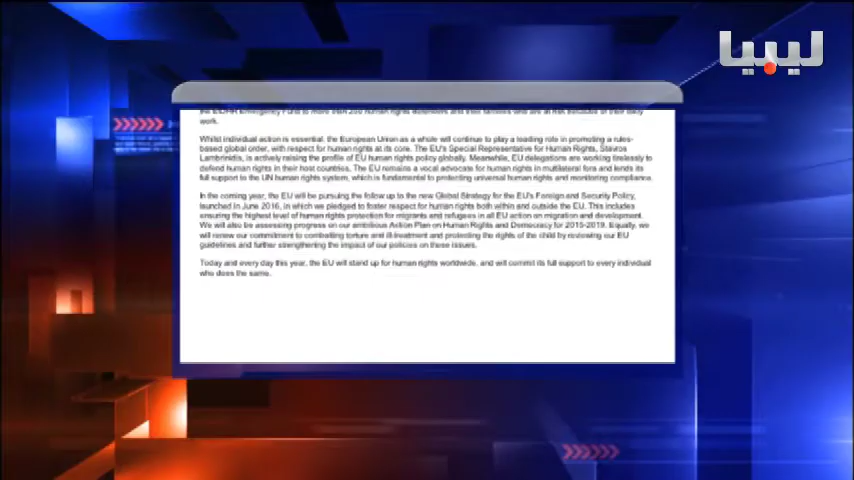 ليبيا
the EIDHR Emergency Fund to more than 200 human rights defenders and their families who are at risk because of their daily
work.
Whilst individual action is essential, the European Union as a whole will continue to play a leading role in promoting a rules-
based global order, with respect for human rights at its core. The EU's Special Representative for Human Rights, Stavros
Lambrinidis, is actively raising the profile of EU human rights policy globally. Meanwhile, EU delegations are working tirelessly to
defend human rights in their host countries. The EU remains a vocal advocate for human rights in multilateral fora and lends its
full support to the UN human rights system, which is fundamental to protecting universal human rights and monitoring compliance.
In the coming year, the EU will be pursuing the follow up to the new Global Strategy for the EU's Foreign and Security Policy,
launched in June 2016, in which we pledged to foster respect for human rights both within and outside the EU. This includes
ensuring the highest level of human rights protection for migrants and refugees in all EU action on migration and development.
We will also be assessing progress on our ambitious Action Plan on Human Rights and Democracy for 2015-2019. Equally, we
will renew our commitment to combatting torture and ill-treatment and protecting the rights of the child by reviewing our EU
guidelines and further strengthening the impact of our policies on these issues.
Today and every day this year, the EU will stand up for human rights worldwide, and will commit its full support to every individual
who does the same.